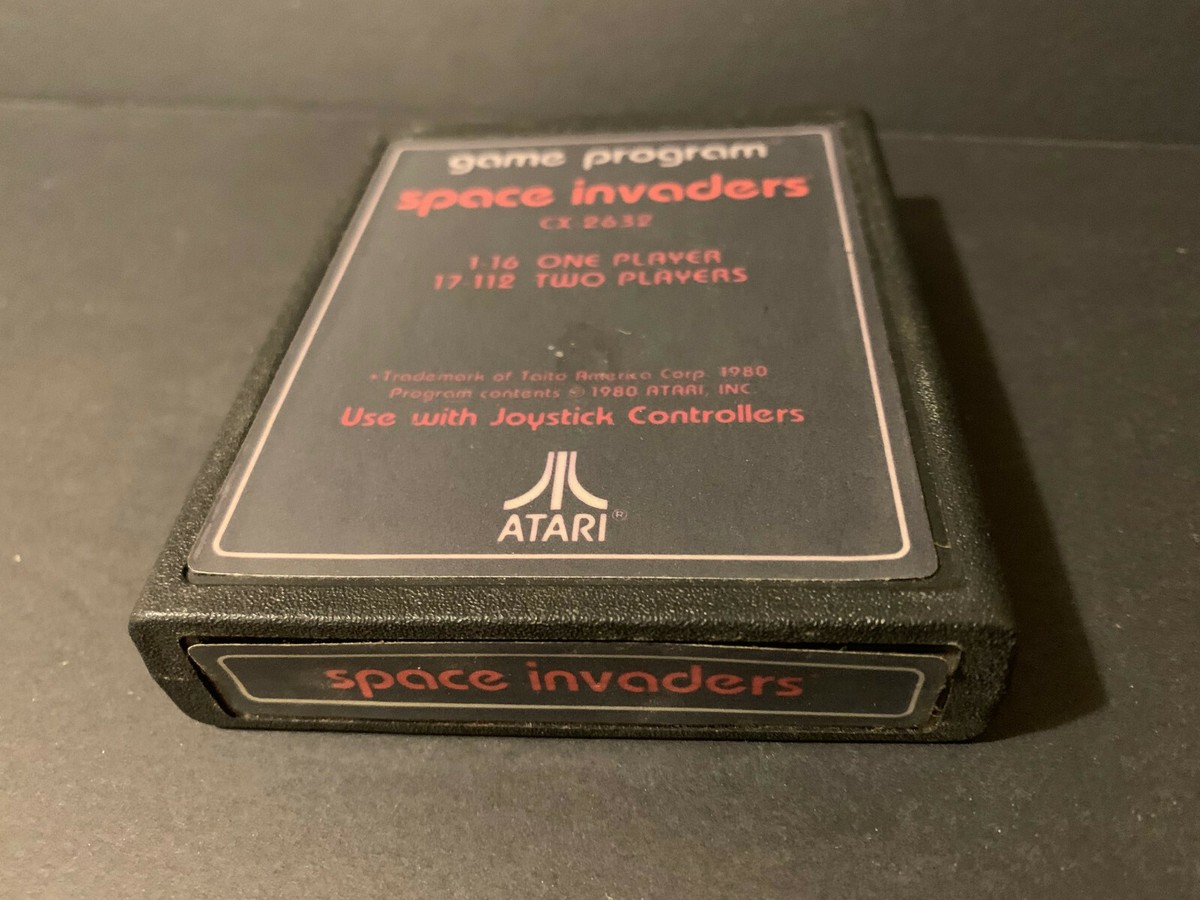 game program™
space invaders*
CX-2632
1-16 ONE PLAYER
17-112 TWO PLAYERS
*Trademark of Taito America Corp. 1980
Program contents © 1980 ATARI, INC.
Use with Joystick Controllers
ATARI®
space invaders*